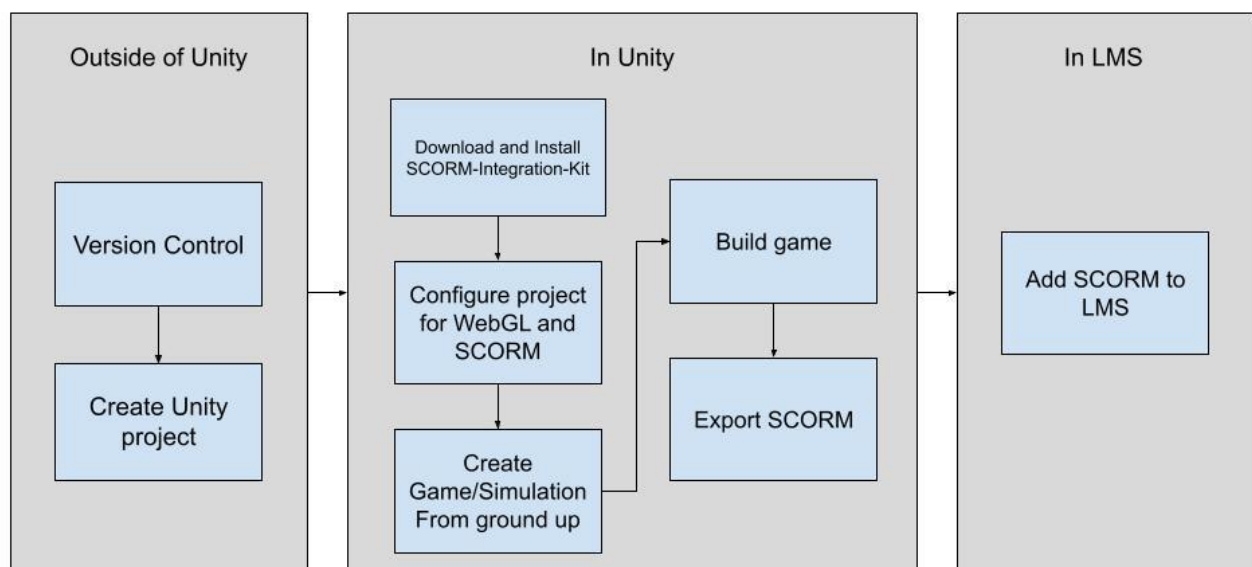 Outside of Unity
Version Control
Create Unity
project
In Unity
Download and Install
SCORM-Integration-Kit
Configure project
for WebGL and
SCORM
Create
Game/Simulation
From ground up
Build game
Export SCORM
In LMS
Add SCORM to
LMS